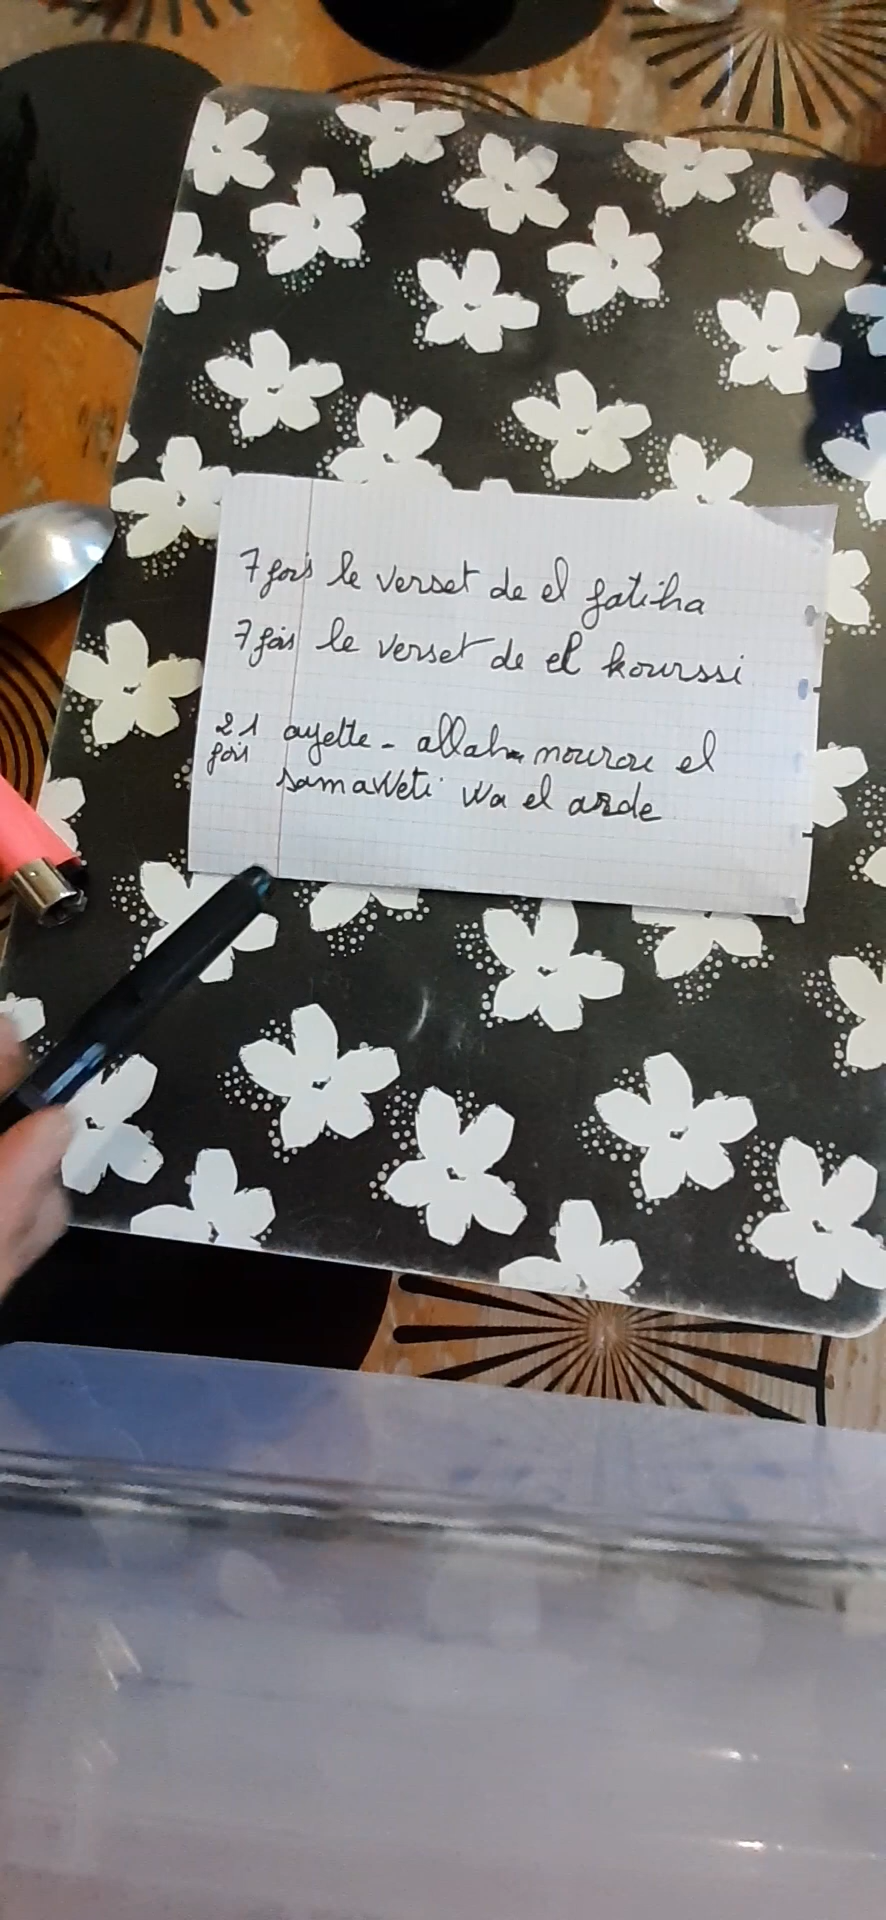 7 fois le verset de el fatiha
7 fois le verset de el kourssi
21 fois ayette - allah nourou el
samaweti wa el arde